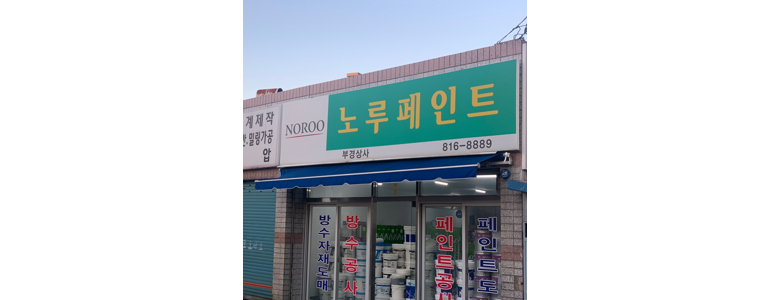 계제작
밀링가공
압
NOROO
노루페인트
부경상사
816-8889
방수자재도매
방수공사
페인트공사
페인트도